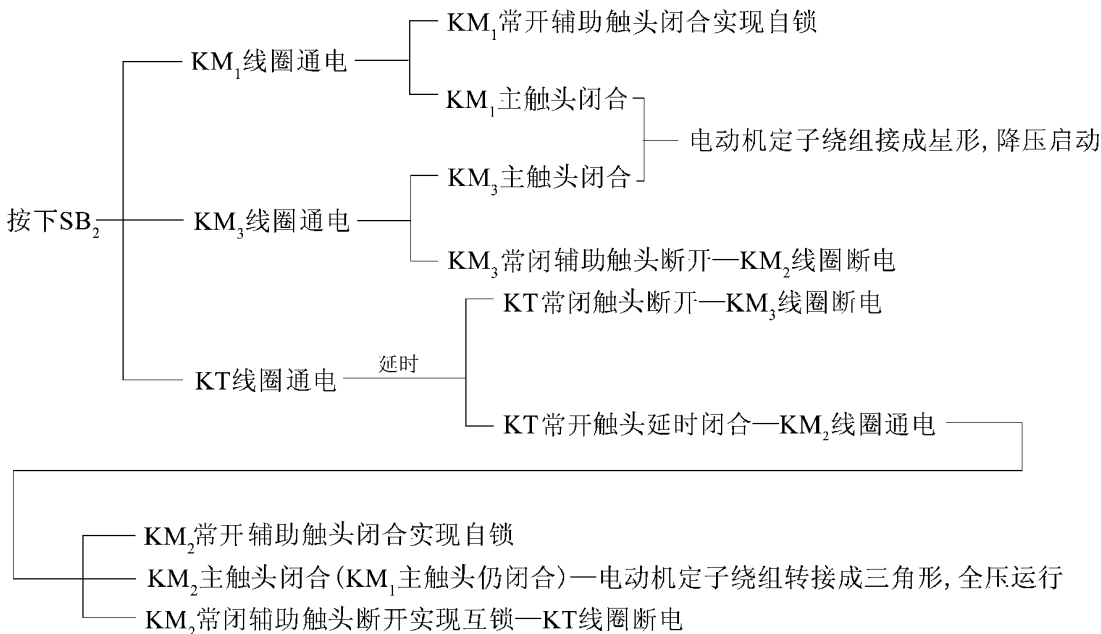 KM₁常开辅助触头闭合实现自锁
KM₁线圈通电
KM₁主触头闭合
电动机定子绕组接成星形,降压启动
KM₃主触头闭合
按下SB₂
KM₃线圈通电
KM₃常闭辅助触头断开—KM₂线圈断电
KT常闭触头断开—KM₃线圈断电
延时
KT线圈通电
KT常开触头延时闭合—KM₂线圈通电
KM₂常开辅助触头闭合实现自锁
KM₂主触头闭合(KM₁主触头仍闭合)—电动机定子绕组转接成三角形,全压运行
KM₂常闭辅助触头断开实现互锁—KT线圈断电